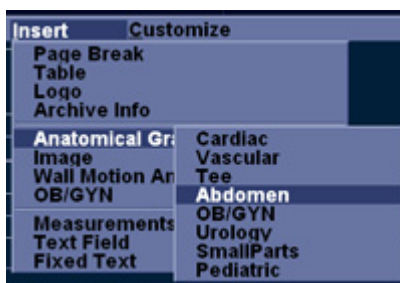 Insert Customize
Page Break
Table
Logo
Archive Info
Anatomical Gra
Image
Wall Motion An
OB/GYN
Measurements
Text Field
Fixed Text
Cardiac
Vascular
Tee
Abdomen
OB/GYN
Urology
SmallParts
Pediatric